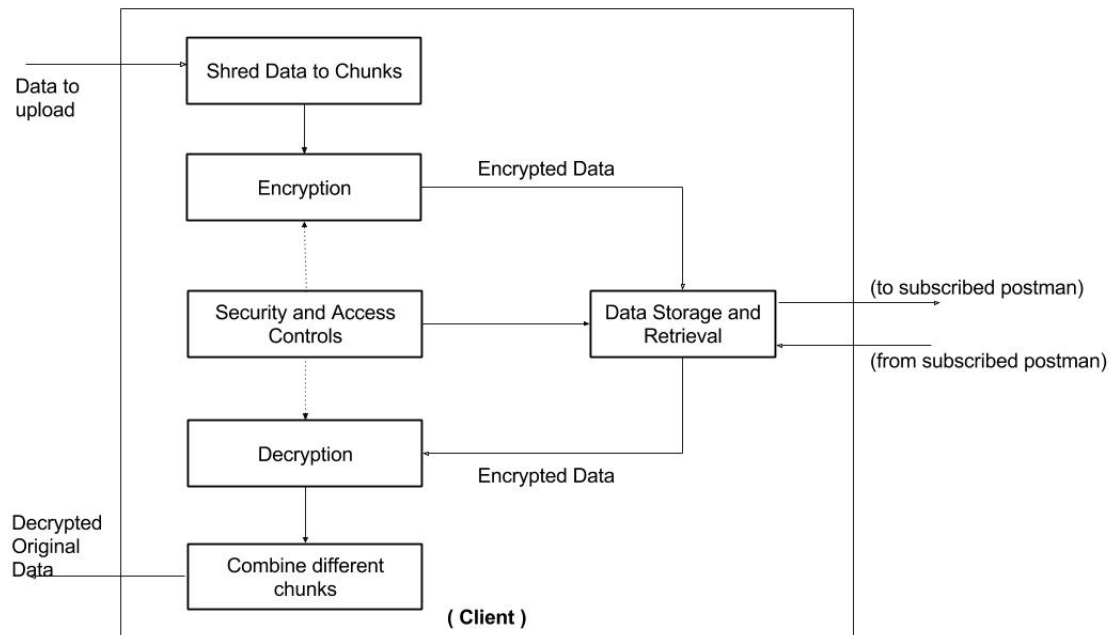 Shred Data to Chunks
Data to
upload
Encrypted Data
Encryption
(to subscribed postman)
Security and Access
Controls
Data Storage and
Retrieval
(from subscribed postman)
Decryption
Encrypted Data
Decrypted
Original
Data
Combine different
chunks
( Client )